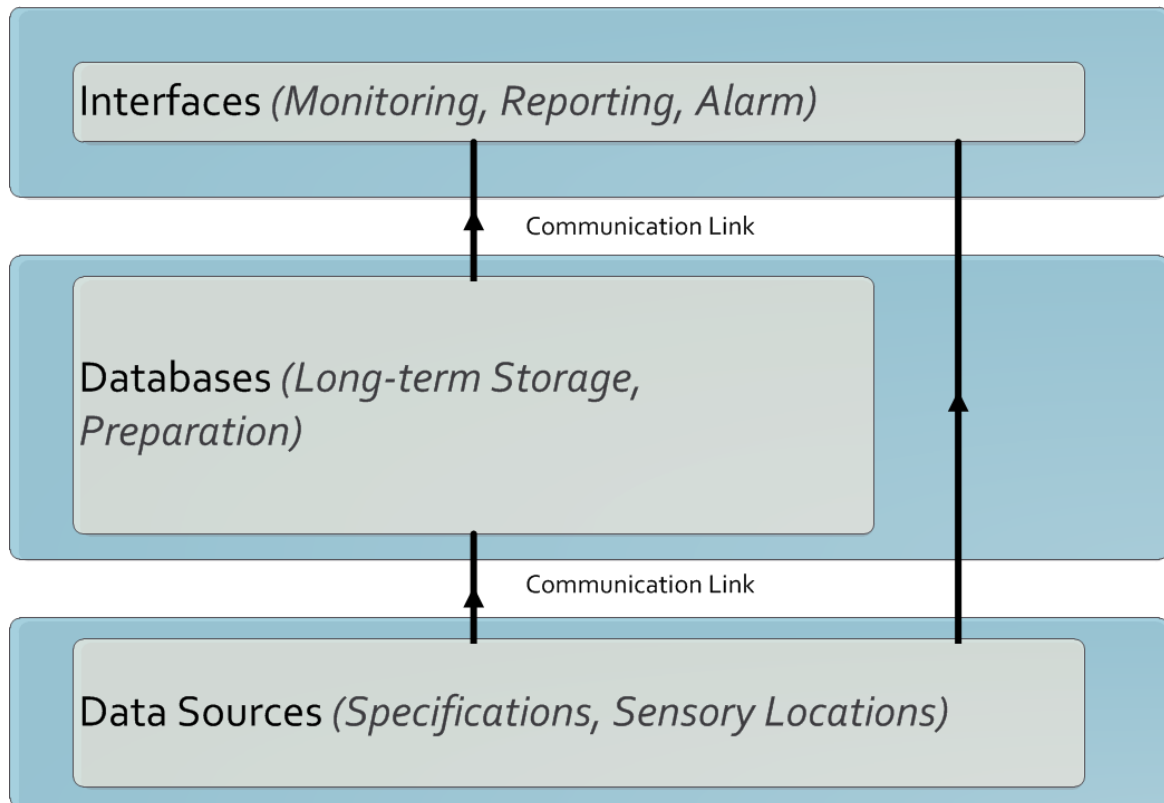 Interfaces (Monitoring, Reporting, Alarm)
Communication Link
Databases (Long-term Storage,
Preparation)
Communication Link
Data Sources (Specifications, Sensory Locations)